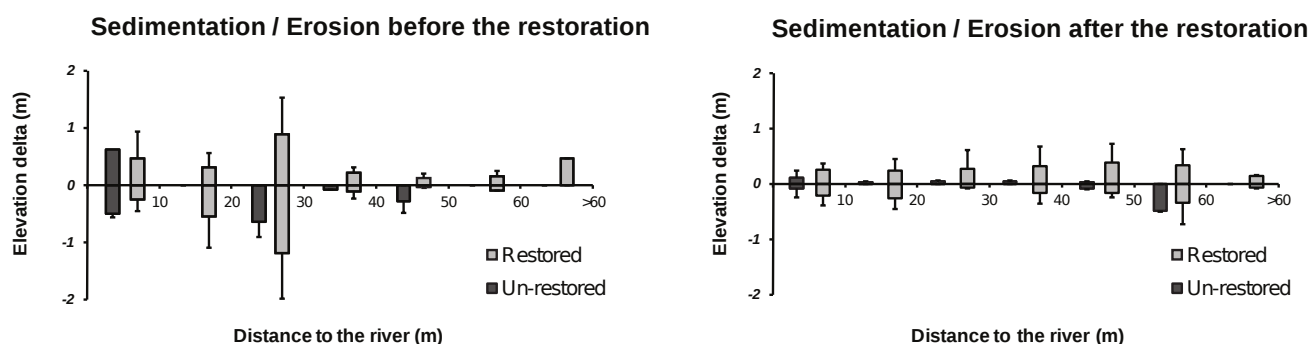 Sedimentation / Erosion before the restoration
Elevation delta (m)
2
1
0
-1
-2
10
20
30
40
50
60
>60
Restored
Un-restored
Distance to the river (m)
Sedimentation / Erosion after the restoration
Elevation delta (m)
2
1
0
-1
-2
10
20
30
40
50
60
>60
Restored
Un-restored
Distance to the river (m)